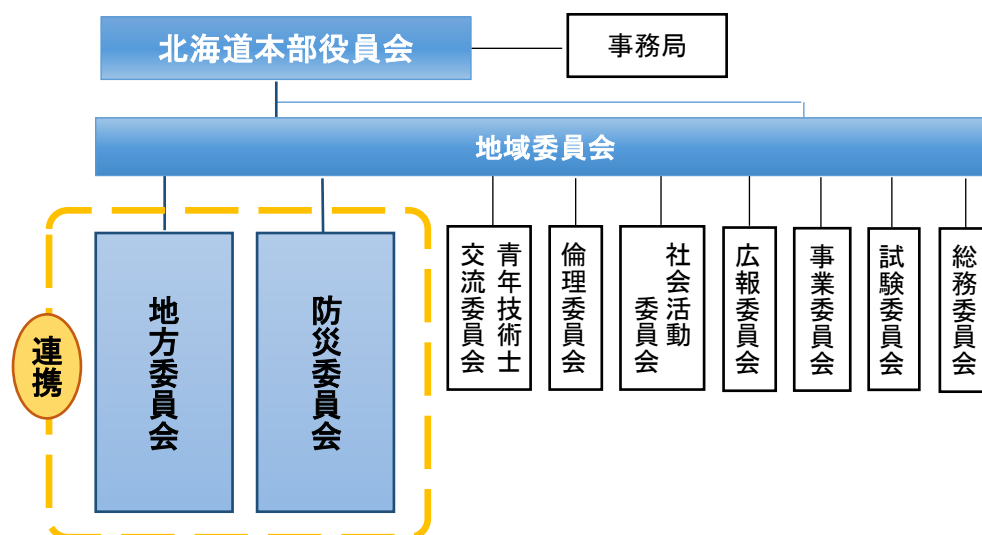 北海道本部役員会
事務局
地域委員会
連携
地方委員会
防災委員会
青年技術士
交流委員会
倫理委員会
社会活動
委員会
広報委員会
事業委員会
試験委員会
総務委員会